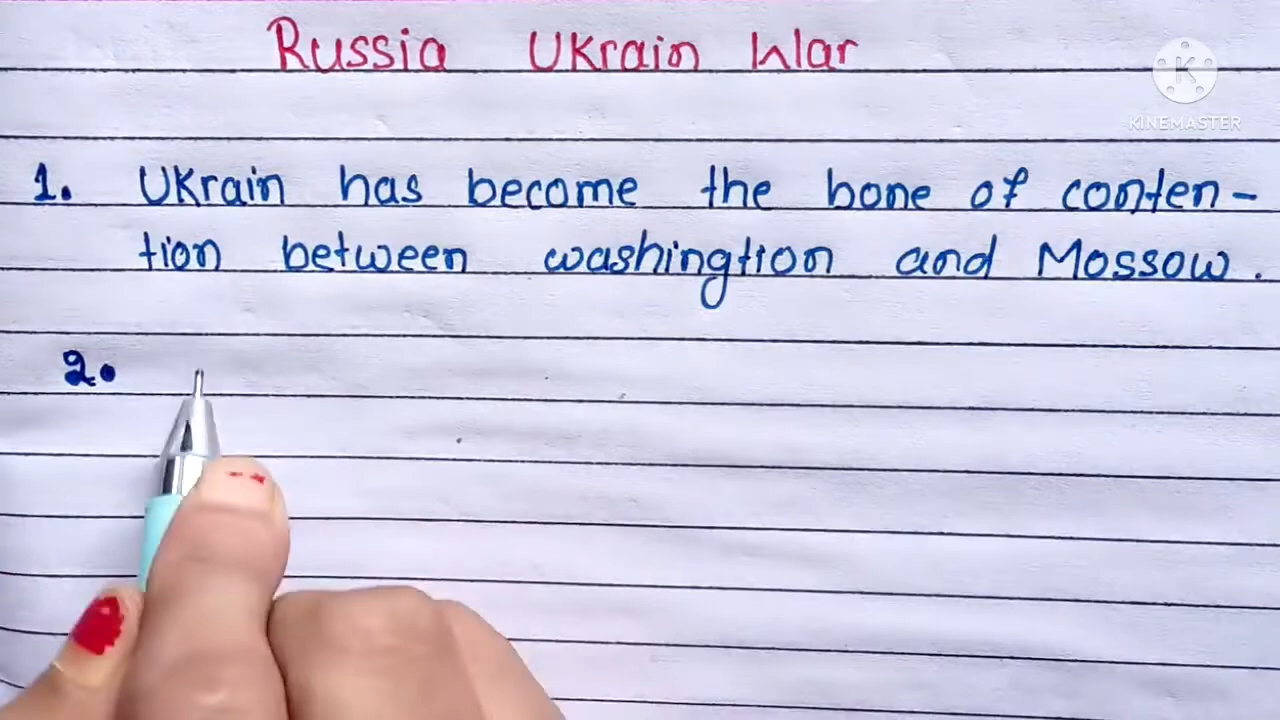 Russia Ukrain War
K
KINEMASTER
1. Ukrain has become the bone of conten-
tion between washingtion and Mossow.
2.